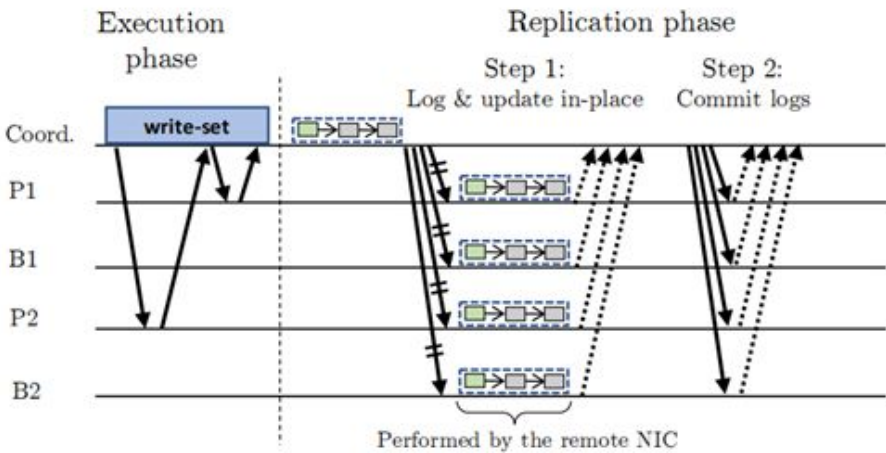 Execution
phase
Replication phase
Step 1:
Log & update in-place
Step 2:
Commit logs
Coord.
write-set
P1
B1
P2
B2
Performed by the remote NIC